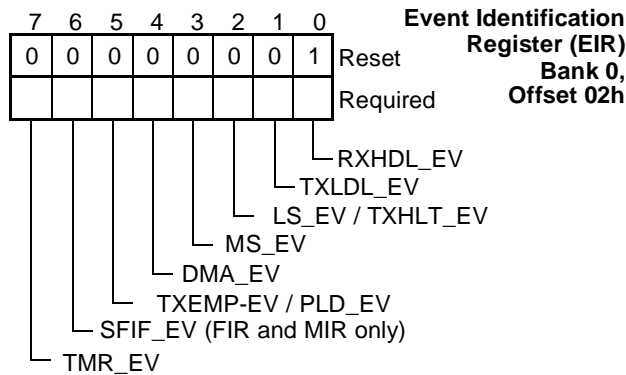 7 6 5 4 3 2 1 0
Event Identification
Register (EIR)
Bank 0,
Offset 02h
0 0 0 0 0 0 0 1 Reset
Required
RXHDL_EV
TXLDL_EV
LS_EV / TXHLT_EV
MS_EV
DMA_EV
TXEMP-EV / PLD_EV
SFIF_EV (FIR and MIR only)
TMR_EV